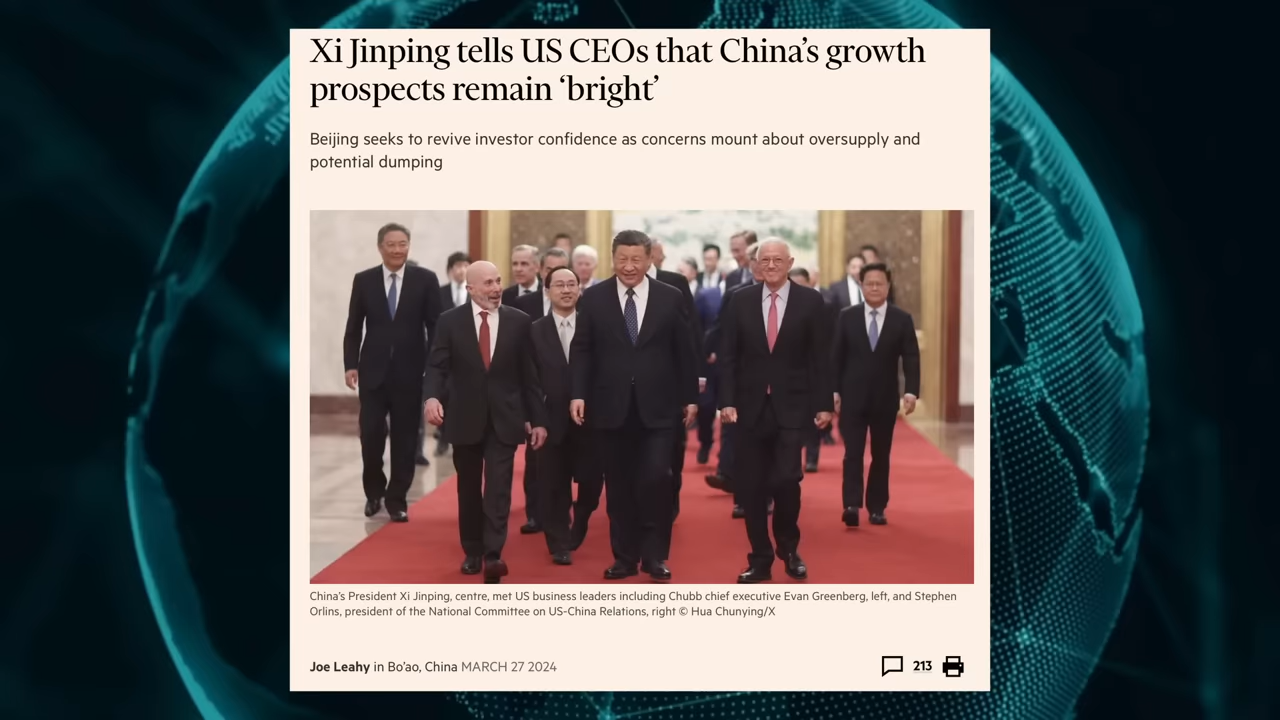 Xi Jinping tells US CEOs that China’s growth
prospects remain ‘bright’
Beijing seeks to revive investor confidence as concerns mount about oversupply and
potential dumping
China’s President Xi Jinping, centre, met US business leaders including Chubb chief executive Evan Greenberg, left, and Stephen
Orlins, president of the National Committee on US-China Relations, right © Hua Chunying/X
Joe Leahy in Bo’ao, China MARCH 27 2024
213